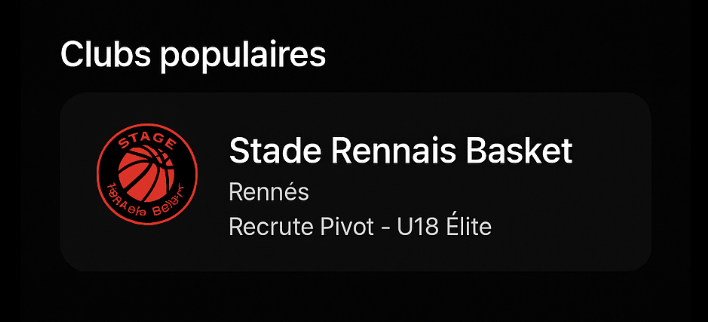 Clubs populaires
STAGE
Stade Rennais Basket
Rennés
Recrute Pivot - U18 Élite